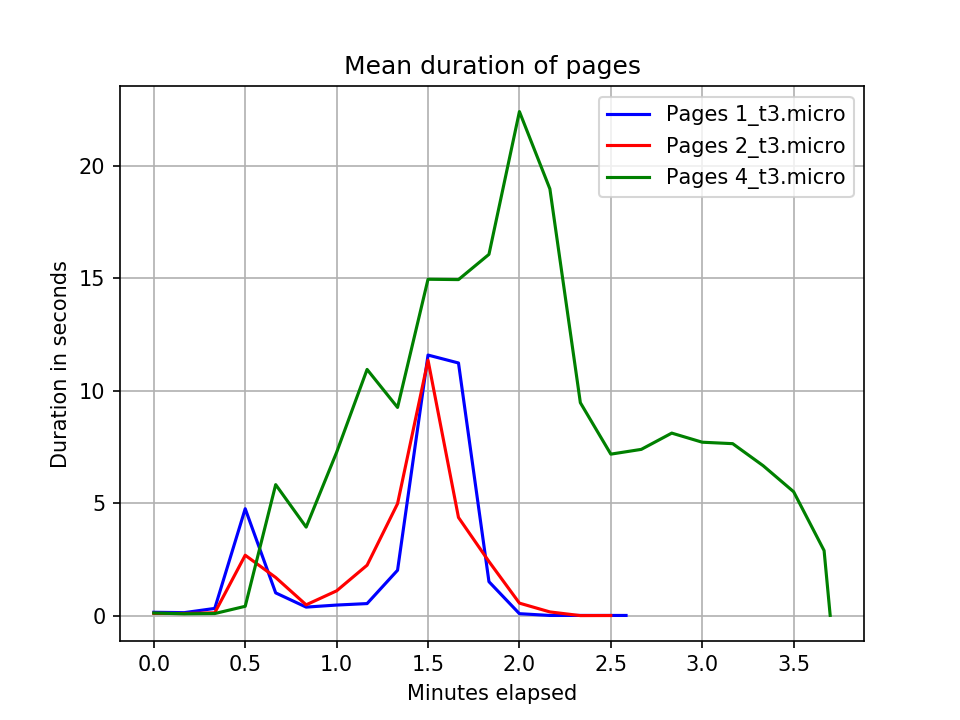 Mean duration of pages
Pages 1_t3.micro
Pages 2_t3.micro
Pages 4_t3.micro
Duration in seconds
20
15
10
5
0
0.0 0.5 1.0 1.5 2.0 2.5 3.0 3.5
Minutes elapsed